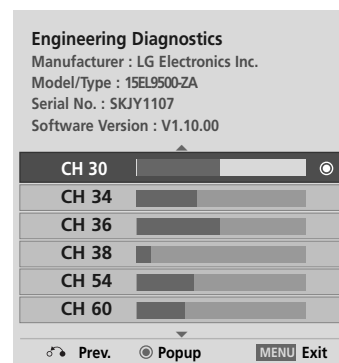 Engineering Diagnostics
Manufacturer : LG Electronics Inc.
Model/Type : 15EL9500-ZA
Serial No. : SKJY1107
Software Version : V1.10.00
CH 30
CH 34
CH 36
CH 38
CH 54
CH 60
Prev. Popup MENU Exit